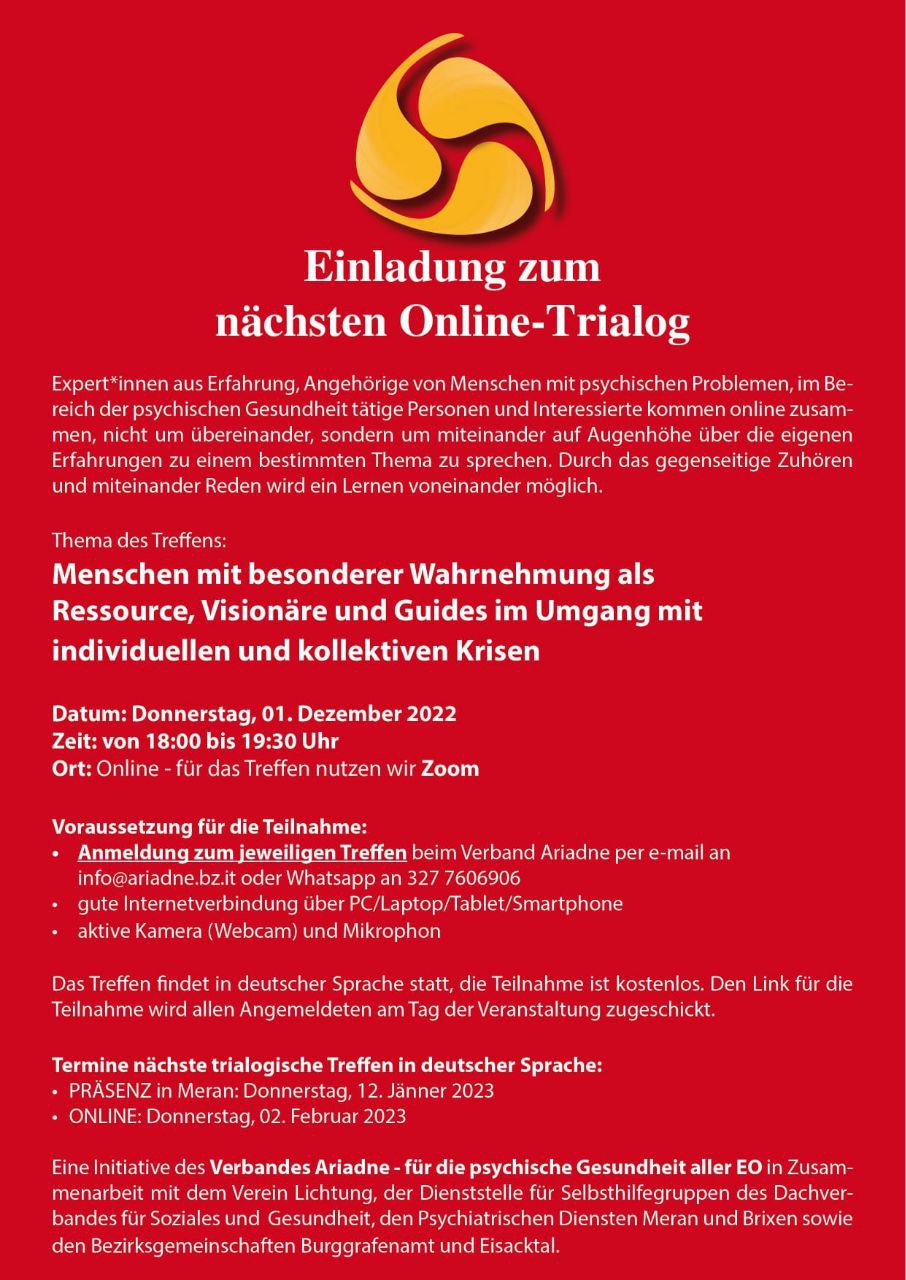 Einladung zum
nächsten Online-Trialog
Expert*innen aus Erfahrung, Angehörige von Menschen mit psychischen Problemen, im Be-
reich der psychischen Gesundheit tätige Personen und Interessierte kommen online zusam-
men, nicht um übereinander, sondern um miteinander auf Augenhöhe über die eigenen
Erfahrungen zu einem bestimmten Thema zu sprechen. Durch das gegenseitige Zuhören
und miteinander Reden wird ein Lernen voneinander möglich.
Thema des Treffens:
Menschen mit besonderer Wahrnehmung als
Ressource, Visionäre und Guides im Umgang mit
individuellen und kollektiven Krisen
Datum: Donnerstag, 01. Dezember 2022
Zeit: von 18:00 bis 19:30 Uhr
Ort: Online - für das Treffen nutzen wir Zoom
Voraussetzung für die Teilnahme:
• Anmeldung zum jeweiligen Treffen beim Verband Ariadne per e-mail an
info@ariadne.bz.it oder Whatsapp an 327 7606906
• gute Internetverbindung über PC/Laptop/Tablet/Smartphone
• aktive Kamera (Webcam) und Mikrophon
Das Treffen findet in deutscher Sprache statt, die Teilnahme ist kostenlos. Den Link für die
Teilnahme wird allen Angemeldeten am Tag der Veranstaltung zugeschickt.
Termine nächste trialogische Treffen in deutscher Sprache:
• PRÄSENZ in Meran: Donnerstag, 12. Jänner 2023
• ONLINE: Donnerstag, 02. Februar 2023
Eine Initiative des Verbandes Ariadne - für die psychische Gesundheit aller EO in Zusam-
menarbeit mit dem Verein Lichtung, der Dienststelle für Selbsthilfegruppen des Dachver-
bandes für Soziales und Gesundheit, den Psychiatrischen Diensten Meran und Brixen sowie
den Bezirksgemeinschaften Burggrafenamt und Eisacktal.